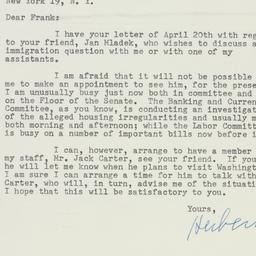 New York 19, N. Y.
Dear Frank:
I have your letter of April 20th with reg
to your friend, Jan Mladek, who wishes to discuss a
immigration question with me or with one of my
assistants.
I am afraid that it will not be possible
me to make an appointment to see him, for the prese
I am unusually busy just now both in committee and
on the Floor of the Senate. The Banking and Curren
Committee, as you know, is conducting an investigat
of the alleged housing irregularities and usually m
both morning and afternoon; while the Labor Committ
is busy on a number of important bills now before i
I can, however, arrange to have a member
my staff, Mr. Jack Carter, see your friend. If you
he will let me know when he plans to visit Washingt
I am sure I can arrange a time for him to talk with
Carter, who will, in turn, advise me of the situati
I hope that this will be satisfactory to you.
Yours,
Herber